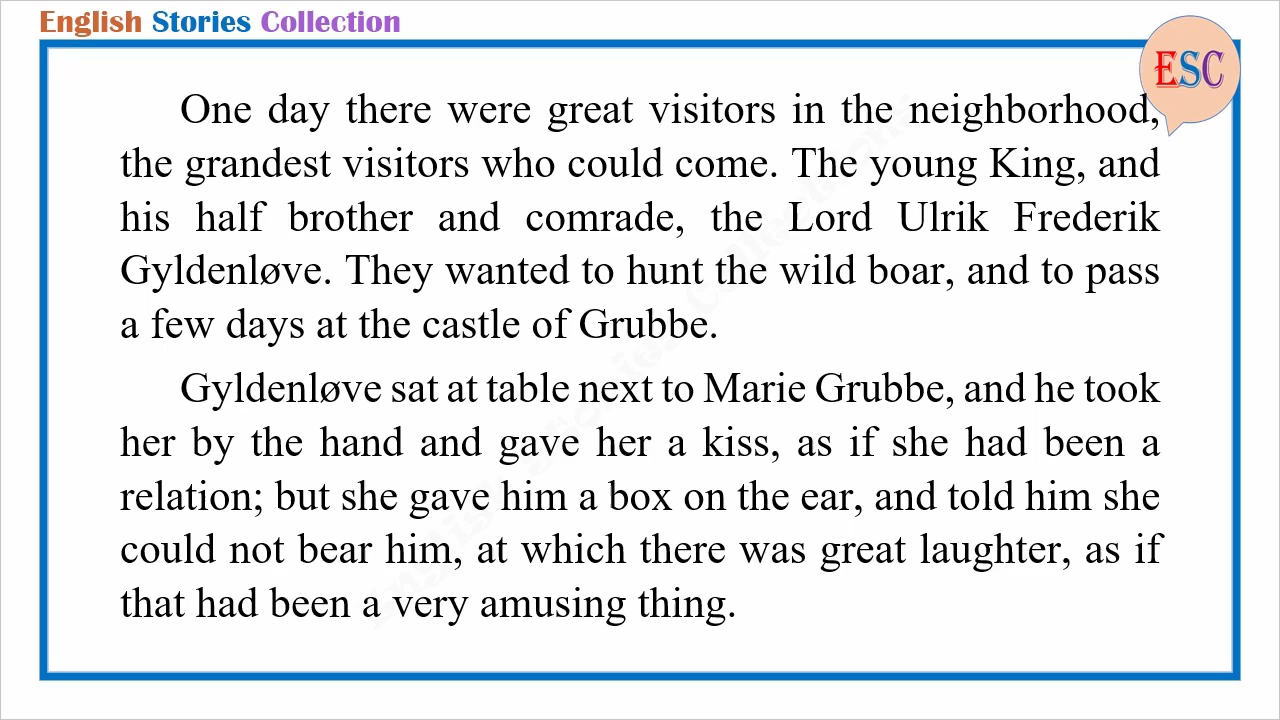 English Stories Collection
ESC
One day there were great visitors in the neighborhood,
the grandest visitors who could come. The young King, and
his half brother and comrade, the Lord Ulrik Frederik
Gyldenløve. They wanted to hunt the wild boar, and to pass
a few days at the castle of Grubbe.
Gyldenløve sat at table next to Marie Grubbe, and he took
her by the hand and gave her a kiss, as if she had been a
relation; but she gave him a box on the ear, and told him she
could not bear him, at which there was great laughter, as if
that had been a very amusing thing.